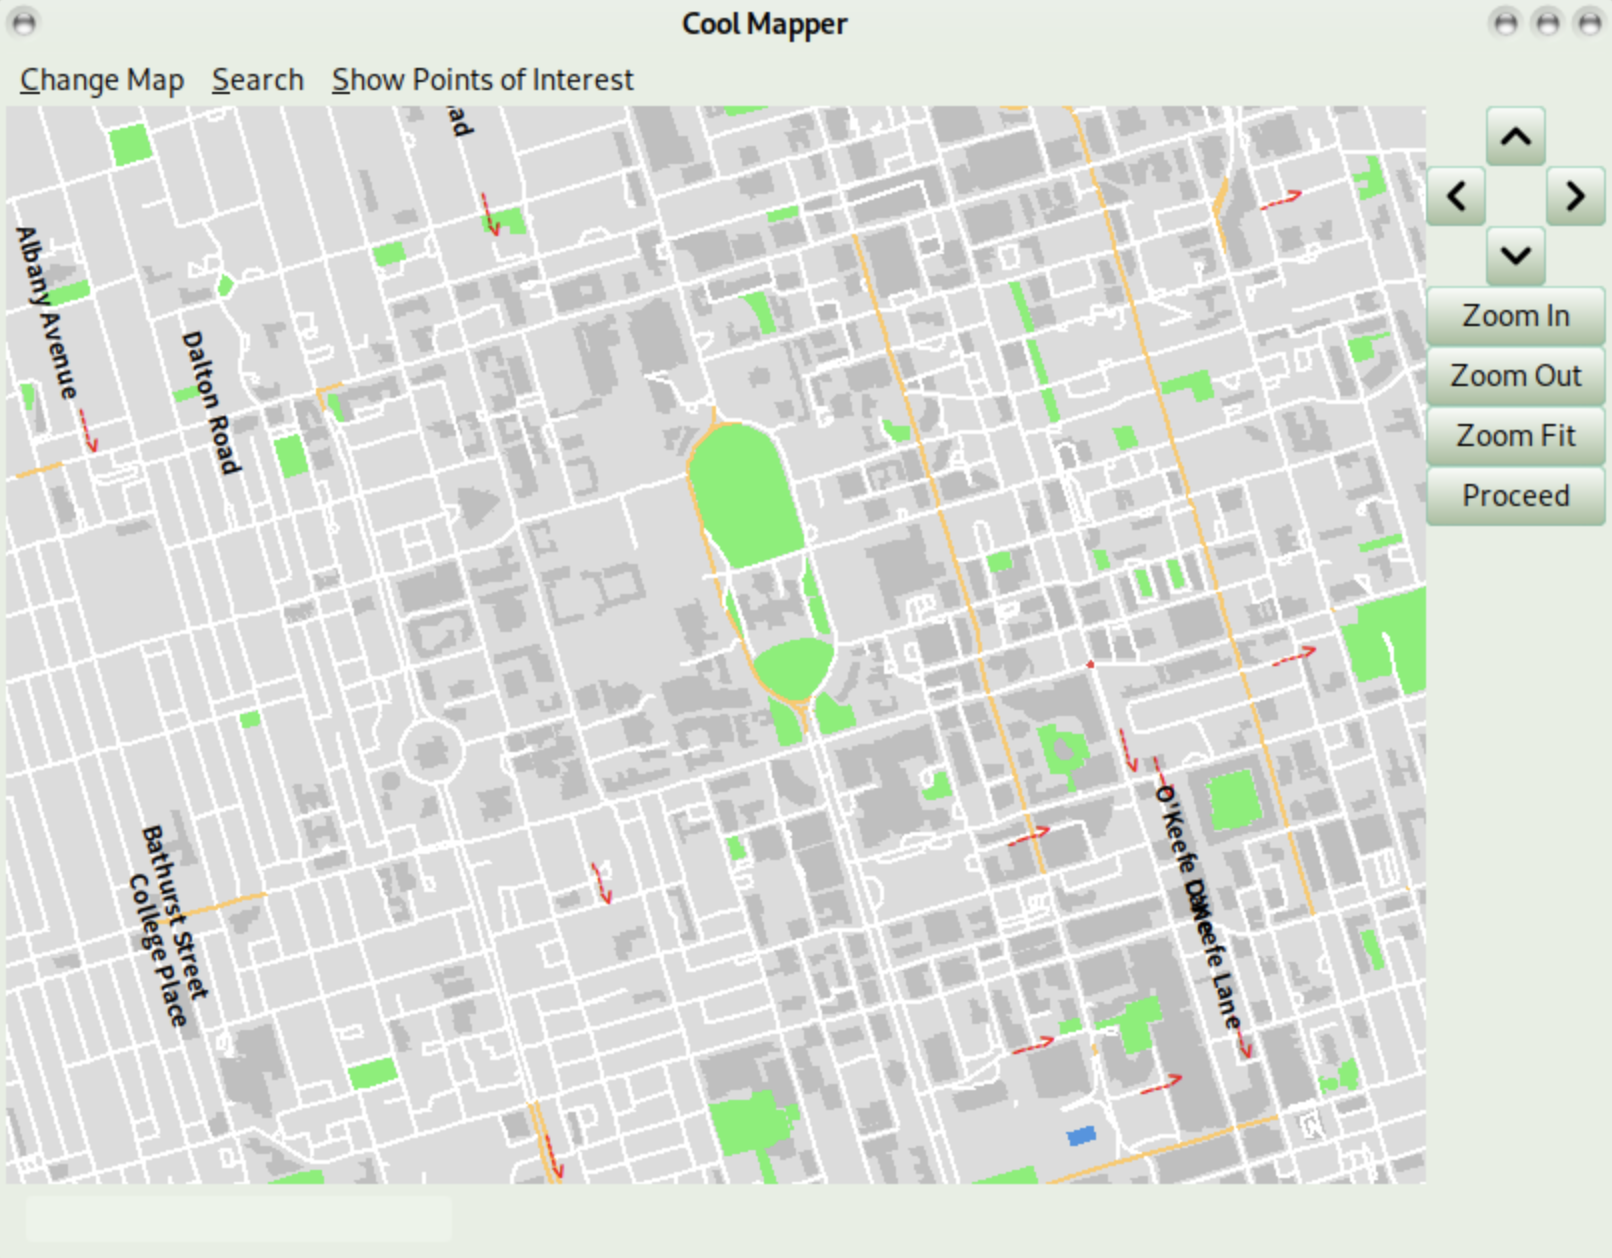 Cool Mapper
Change Map Search Show Points of Interest
ad
Albany Avenue
Dalton Road
Zoom In
Zoom Out
Zoom Fit
Proceed
Bathurst Street
College Place
O'Keefe
Lane